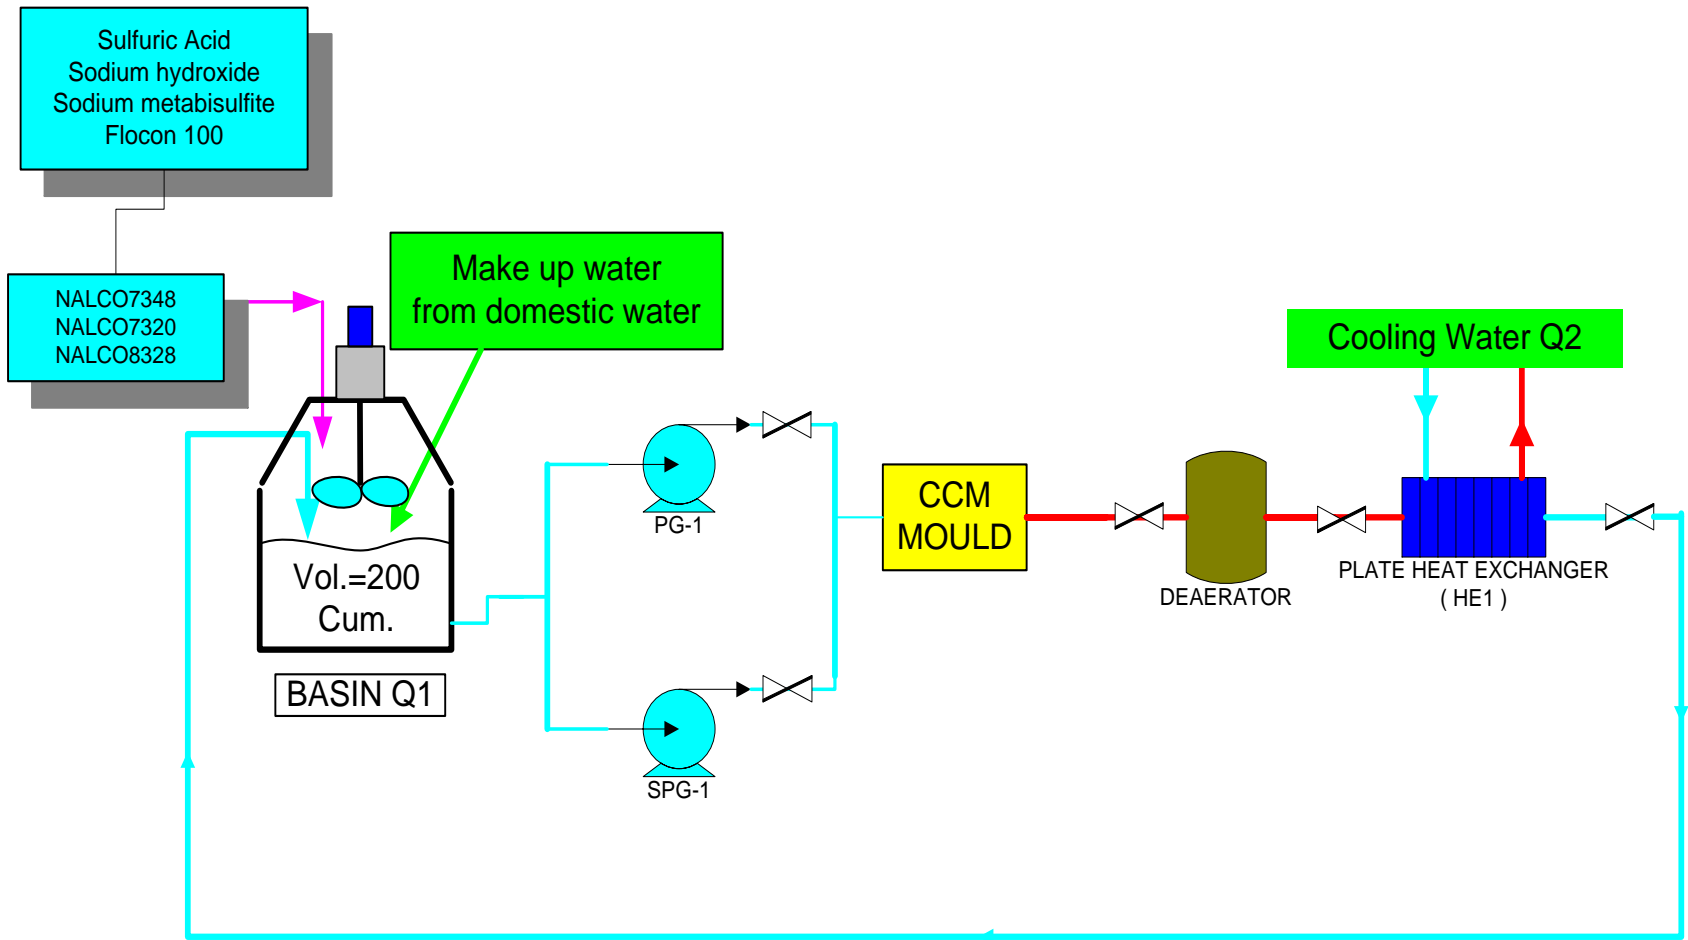 Sulfuric Acid
Sodium hydroxide
Sodium metabisulfite
Flocon 100
NALCO7348
NALCO7320
NALCO8328
Make up water
from domestic water
Cooling Water Q2
Vol.=200
Cum.
BASIN Q1
PG-1
SPG-1
CCM
MOULD
DEAERATOR
PLATE HEAT EXCHANGER
( HE1 )